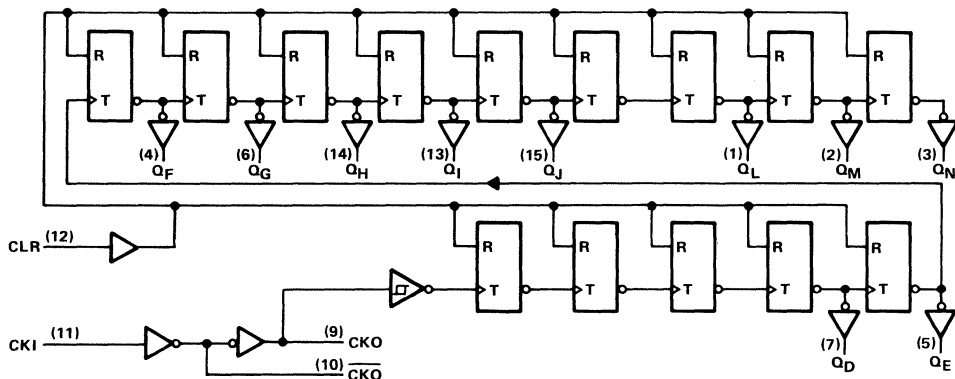 R R R R R R R R
T T T T T T T T
(4) (6) (14) (13) (15) (1) (2) (3)
QF QG QH QI QJ QL QM QN
CLR (12)
R R R R R
T T T T T
CKI (11)
(9) CKO
(10) CKO
(7) (5)
QD QE